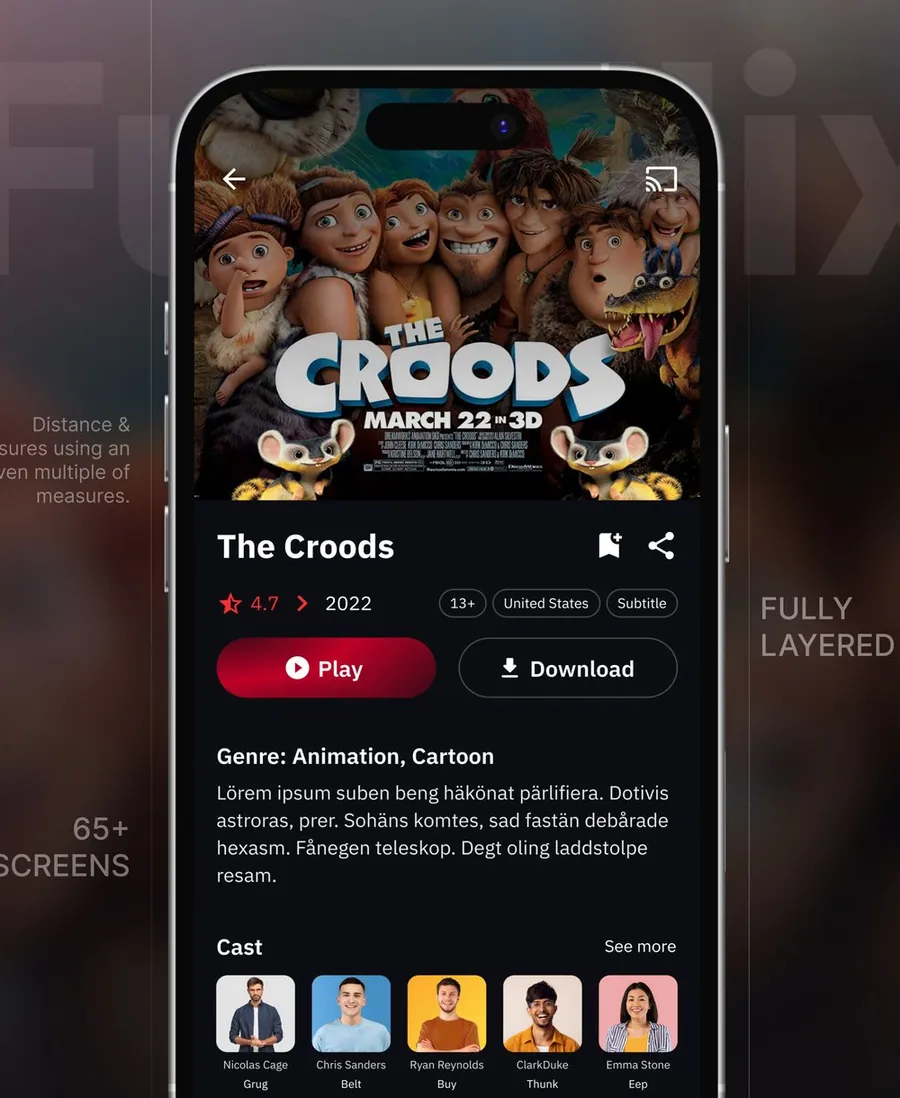 Distance &
sures using an
ven multiple of
measures.
65+
SCREENS
FULLY
LAYERED
THE
CROODS
MARCH 22 IN 3D
The Croods
4.7
2022
13+
United States
Subtitle
Play
Download
Genre: Animation, Cartoon
Lörem ipsum suben beng häkönat pärlifiera. Dotivis
astroras, prer. Sohäns komtes, sad fastän debårade
hexasm. Fånegen teleskop. Degt oling laddstolpe
resam.
Cast
See more
Nicolas Cage
Chris Sanders
Ryan Reynolds
ClarkDuke
Emma Stone
Grug
Belt
Buy
Thunk
Eep